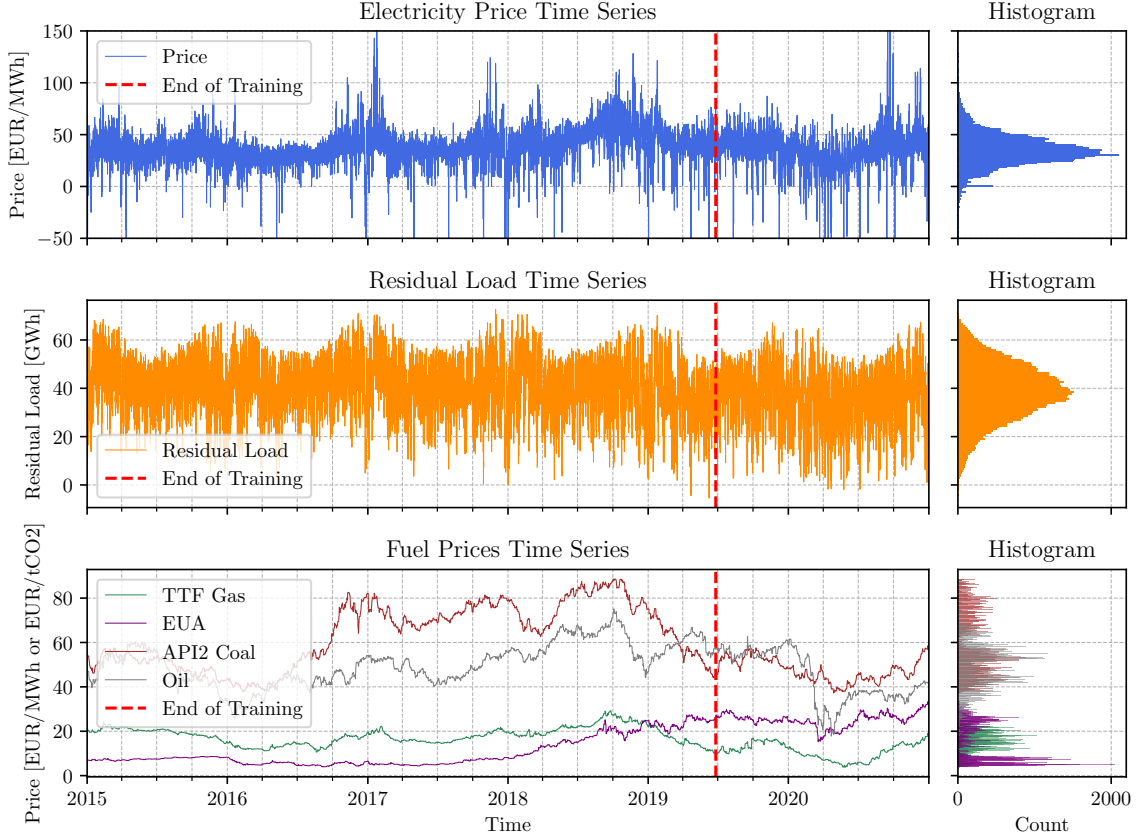 Electricity Price Time Series
Histogram
Price [EUR/MWh]
150
100
50
0
−50
Price
End of Training
Residual Load Time Series
Histogram
Residual Load [GWh]
60
40
20
0
Residual Load
End of Training
Fuel Prices Time Series
Histogram
Price [EUR/MWh or EUR/tCO2]
80
60
40
20
0
TTF Gas
EUA
API2 Coal
Oil
End of Training
2015 2016 2017 2018 2019 2020
0 2000
Time
Count